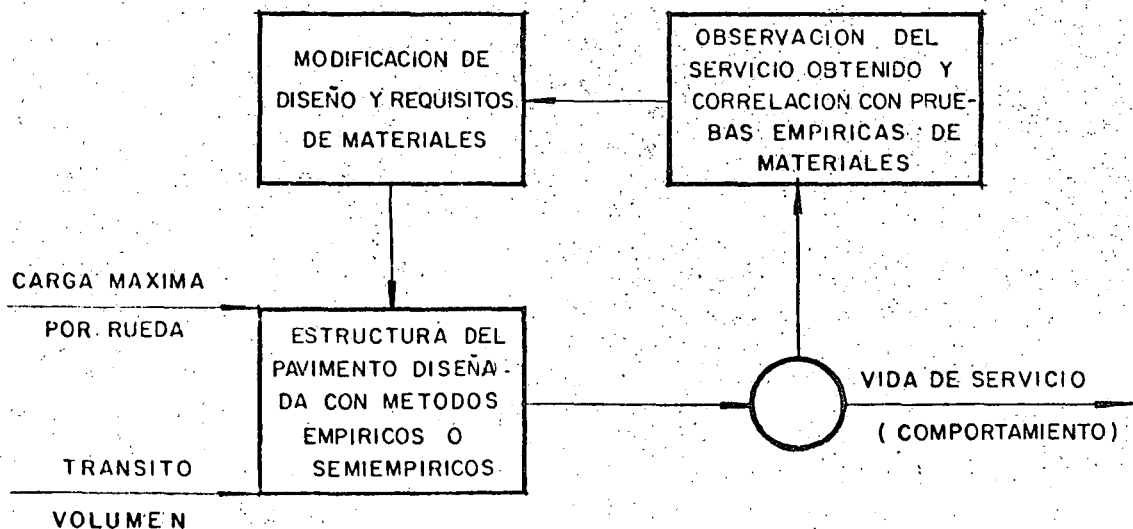 MODIFICACION DE
DISEÑO Y REQUISITOS
DE MATERIALES
OBSERVACION DEL
SERVICIO OBTENIDO Y
CORRELACION CON PRUE-
BAS EMPIRICAS DE
MATERIALES
CARGA MAXIMA
POR RUEDA
TRANSITO
VOLUMEN
ESTRUCTURA DEL
PAVIMENTO DISEÑA-
DA CON METODOS
EMPIRICOS O
SEMIEMPIRICOS
VIDA DE SERVICIO
( COMPORTAMIENTO)